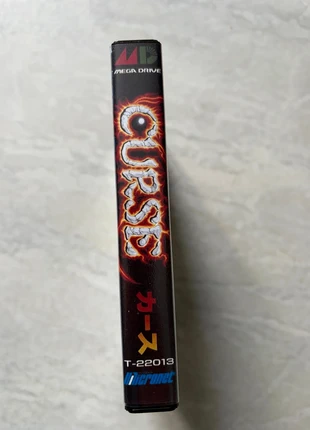 MD
MEGA DRIVE
CURSE
カース
T-22013
Micronet